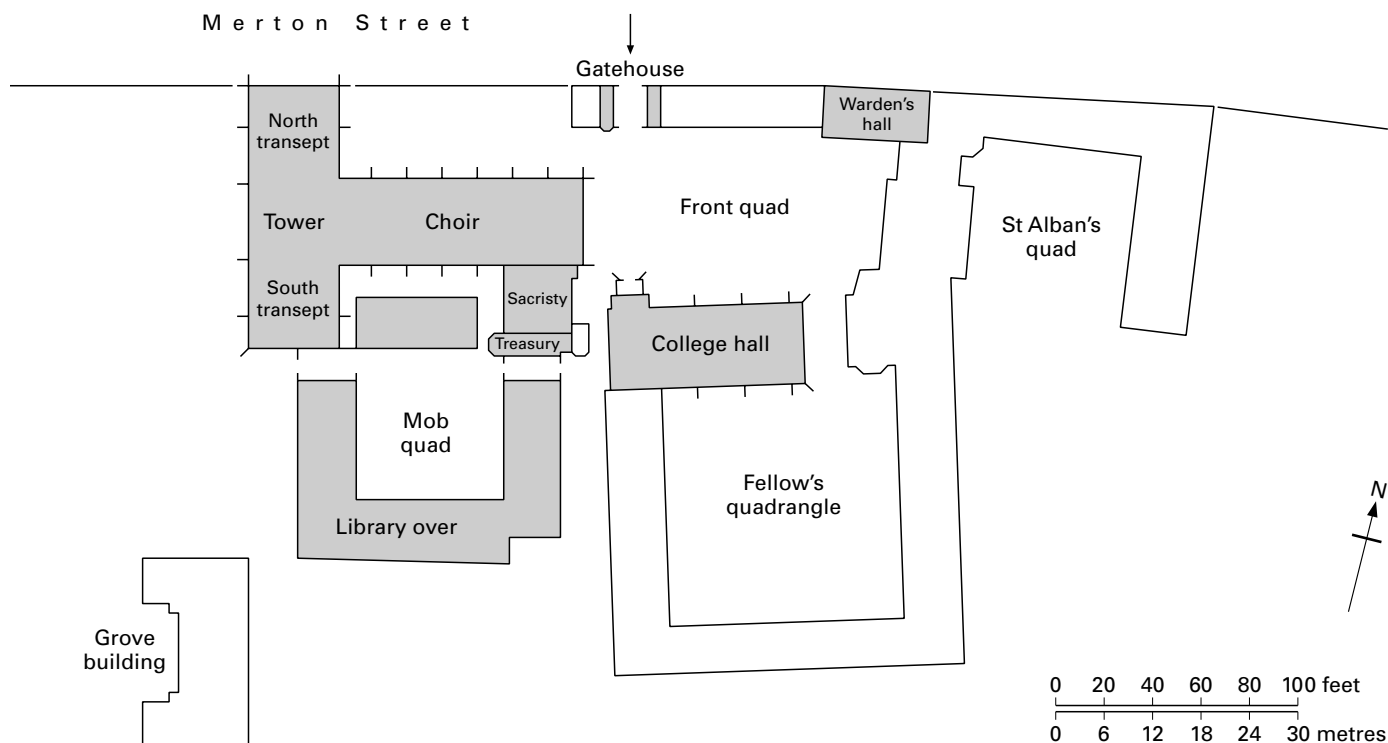 Merton Street
Gatehouse
North
transept
Warden's
hall
Tower
Choir
Front quad
St Alban's
quad
South
transept
Sacristy
Treasury
College hall
Mob
quad
Fellow's
quadrangle
Library over
N
Grove
building
0 20 40 60 80 100 feet
0 6 12 18 24 30 metres